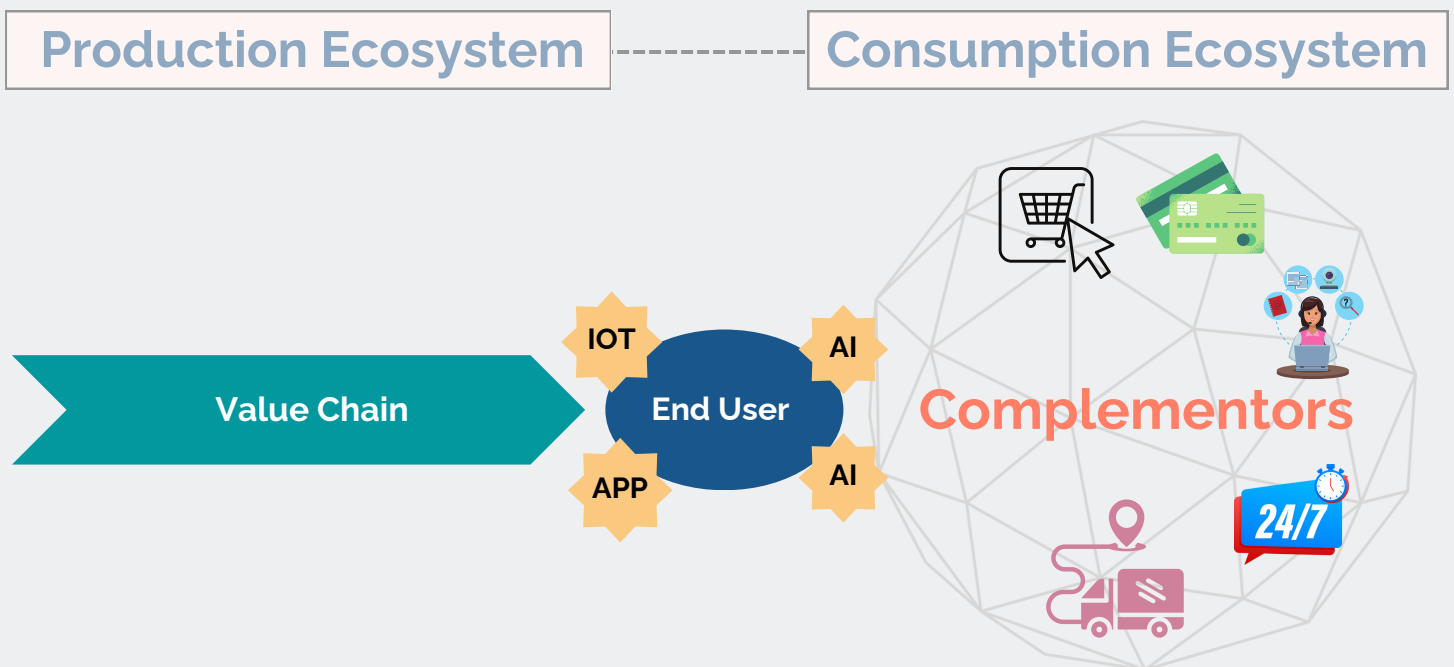 Production Ecosystem
Consumption Ecosystem
IOT
AI
Value Chain
End User
Complementors
APP
AI
24/7
?